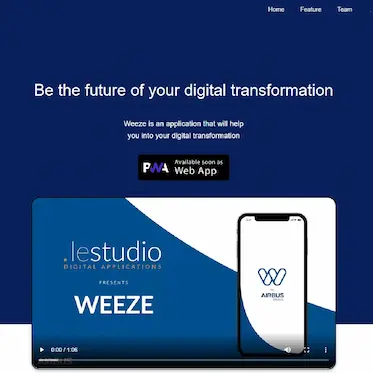 Home Feature Team
Be the future of your digital transformation
Weeze is an application that will help
you into your digital transformation
PWA Available soon as
Web App
.lestudio
DIGITAL APPLICATIONS
PRESENTS
WEEZE
AIRBUS
0:00 / 1:06